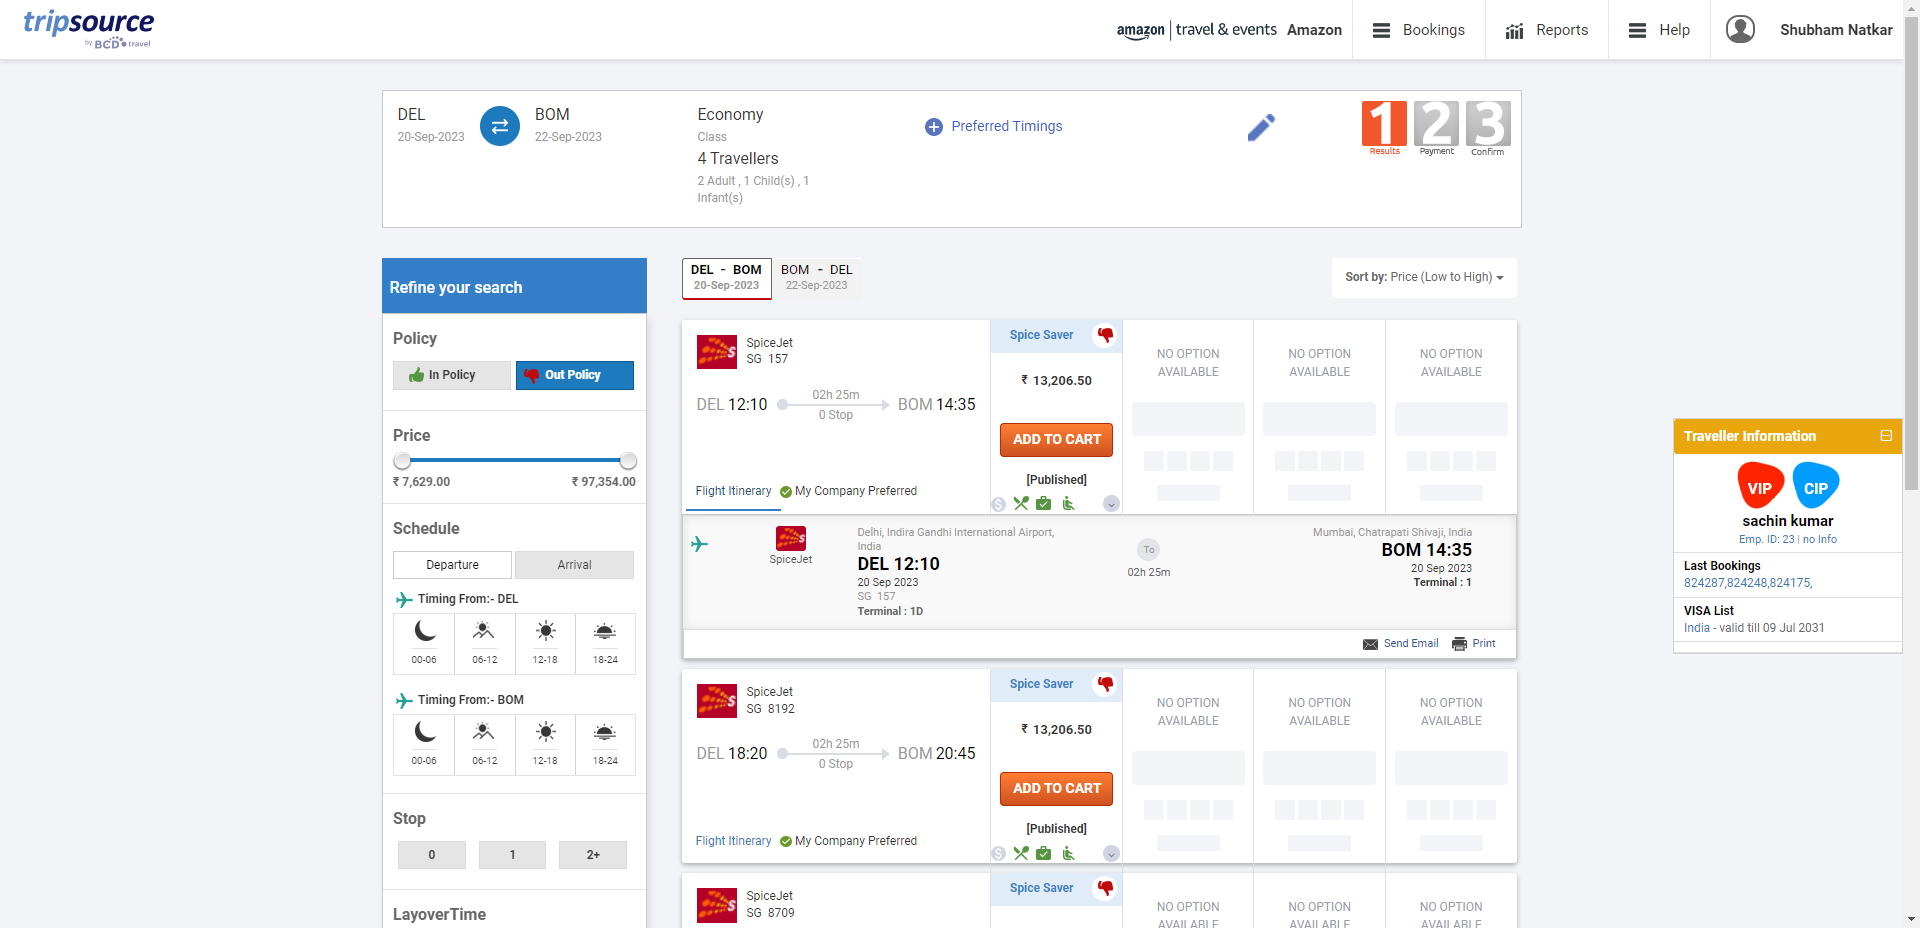 tripsource
by BCD travel
amazon | travel & events Amazon
Bookings
Reports
Help
Shubham Natkar
DEL
20-Sep-2023
BOM
22-Sep-2023
Economy
Class
4 Travellers
2 Adult , 1 Child(s) , 1
Infant(s)
Preferred Timings
1 2 3
Results Payment Confirm
Refine your search
Policy
In Policy
Out Policy
Price
₹ 7,629.00
₹ 97,354.00
Schedule
Departure
Arrival
Timing From:- DEL
00-06
06-12
12-18
18-24
Timing From:- BOM
00-06
06-12
12-18
18-24
Stop
0
1
2+
LayoverTime
DEL - BOM
20-Sep-2023
BOM - DEL
22-Sep-2023
Sort by: Price (Low to High)
SpiceJet
SG 157
DEL 12:10
02h 25m
0 Stop
BOM 14:35
Flight Itinerary
My Company Preferred
Spice Saver
₹ 13,206.50
ADD TO CART
[Published]
NO OPTION
AVAILABLE
NO OPTION
AVAILABLE
NO OPTION
AVAILABLE
SpiceJet
Delhi, Indira Gandhi International Airport,
India
DEL 12:10
20 Sep 2023
SG 157
Terminal : 1D
To
02h 25m
Mumbai, Chatrapati Shivaji, India
BOM 14:35
20 Sep 2023
Terminal : 1
Send Email
Print
SpiceJet
SG 8192
DEL 18:20
02h 25m
0 Stop
BOM 20:45
Flight Itinerary
My Company Preferred
Spice Saver
₹ 13,206.50
ADD TO CART
[Published]
NO OPTION
AVAILABLE
NO OPTION
AVAILABLE
NO OPTION
AVAILABLE
SpiceJet
SG 8709
Spice Saver
NO OPTION
AVAILABLE
NO OPTION
AVAILABLE
NO OPTION
AVAILABLE
Traveller Information
VIP
CIP
sachin kumar
Emp. ID: 23 | no Info
Last Bookings
824287,824248,824175,
VISA List
India - valid till 09 Jul 2031